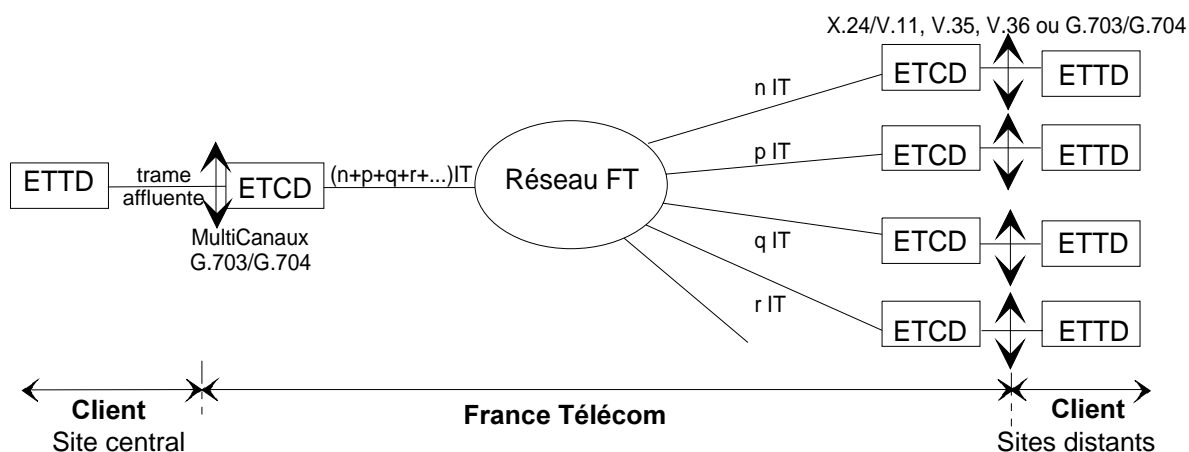 X.24/V.11, V.35, V.36 ou G.703/G.704
ETCD
ETTD
n IT
p IT
ETCD
ETTD
ETTD
trame
affluente
ETCD
(n+p+q+r+...)IT
Réseau FT
MultiCanaux
G.703/G.704
q IT
ETCD
ETTD
r IT
ETCD
ETTD
Client
Site central
France Télécom
Client
Sites distants